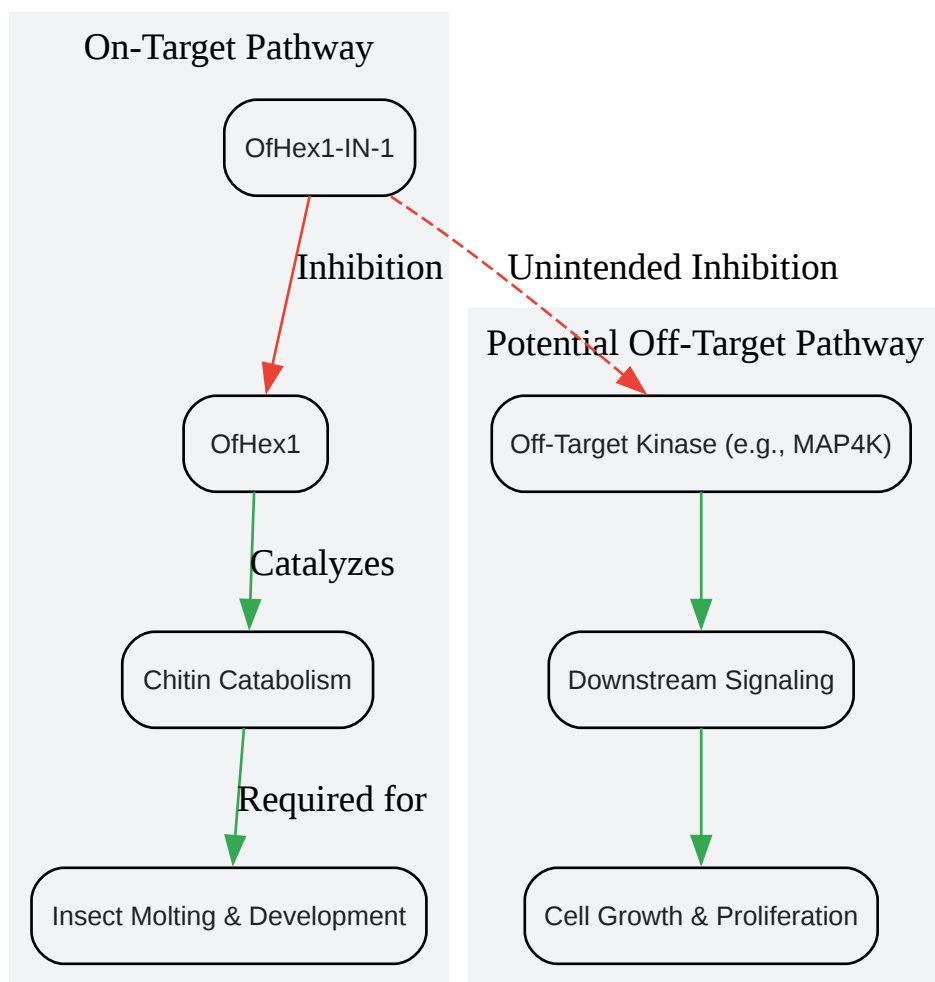 On-Target Pathway
OfHex1-IN-1
Inhibition
Unintended Inhibition
Potential Off-Target Pathway
OfHex1
Off-Target Kinase (e.g., MAP4K)
Catalyzes
Chitin Catabolism
Downstream Signaling
Required for
Insect Molting & Development
Cell Growth & Proliferation